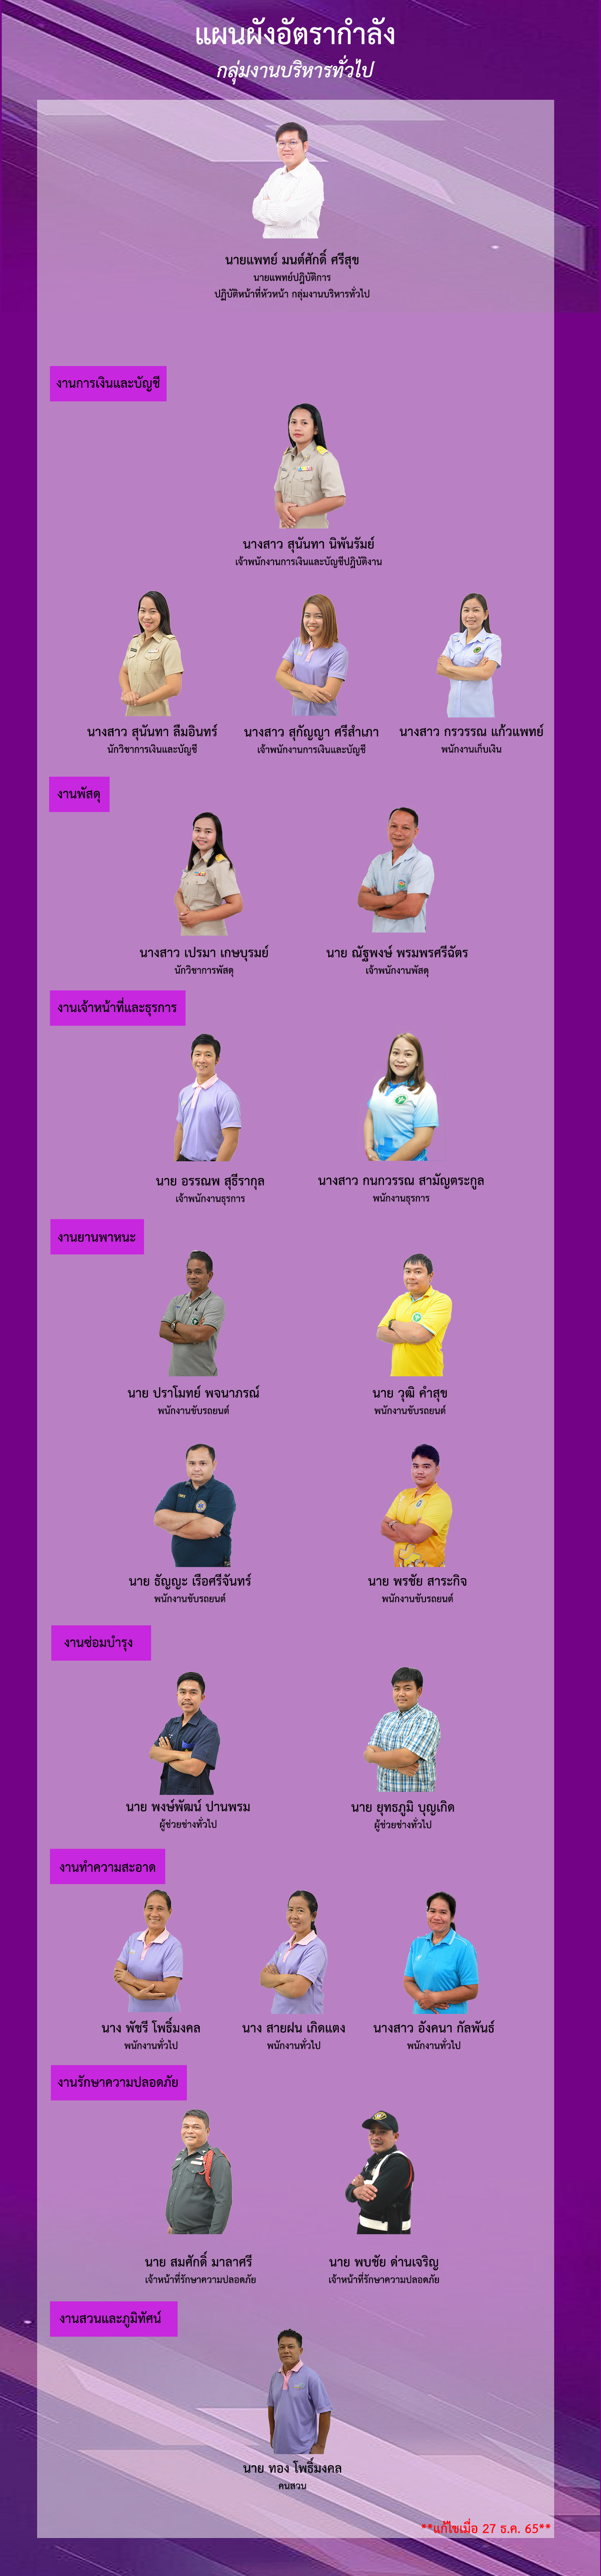 แผนผังอัตรากำลัง
กลุ่มงานบริหารทั่วไป
นายแพทย์ มนต์ศักดิ์ ศรีสุข
นายแพทย์ปฏิบัติการ
ปฏิบัติหน้าที่หัวหน้า กลุ่มงานบริหารทั่วไป
งานการเงินและบัญชี
นางสาว สุนันทา นิพันรัมย์
เจ้าพนักงานการเงินและบัญชีปฏิบัติงาน
นางสาว สุนันทา ลืมอินทร์ นางสาว สุกัญญา ศรีสำเภา นางสาว กรวรรณ แก้วแพทย์
นักวิชาการเงินและบัญชี เจ้าพนักงานการเงินและบัญชี พนักงานเก็บเงิน
งานพัสดุ
นางสาว เปรมา เกษบุรมย์ นาย ณัฐพงษ์ พรมพรศรีฉัตร
นักวิชาการพัสดุ เจ้าพนักงานพัสดุ
งานเจ้าหน้าที่และธุรการ
นาย อรรณพ สุธีรากุล นางสาว กนกวรรณ สามัญตระกูล
เจ้าพนักงานธุรการ พนักงานธุรการ
งานยานพาหนะ
นาย ปราโมทย์ พจนาภรณ์ นาย วุฒิ คำสุข
พนักงานขับรถยนต์ พนักงานขับรถยนต์
นาย ธัญญะ เรือศรีจันทร์ นาย พรชัย สาระกิจ
พนักงานขับรถยนต์ พนักงานขับรถยนต์
งานซ่อมบำรุง
นาย พงษ์พัฒน์ ปานพรม นาย ยุทธภูมิ บุญเกิด
ผู้ช่วยช่างทั่วไป ผู้ช่วยช่างทั่วไป
งานทำความสะอาด
นาง พัชรี โพธิ์มงคล นาง สายฝน เกิดแตง นางสาว อังคนา กัลพันธ์
พนักงานทั่วไป พนักงานทั่วไป พนักงานทั่วไป
งานรักษาความปลอดภัย
นาย สมศักดิ์ มาลาศรี นาย พบชัย ด่านเจริญ
เจ้าหน้าที่รักษาความปลอดภัย เจ้าหน้าที่รักษาความปลอดภัย
งานสวนและภูมิทัศน์
นาย ทอง โพธิ์มงคล
คนสวน
**แก้ไขเมื่อ 27 ธ.ค. 65**